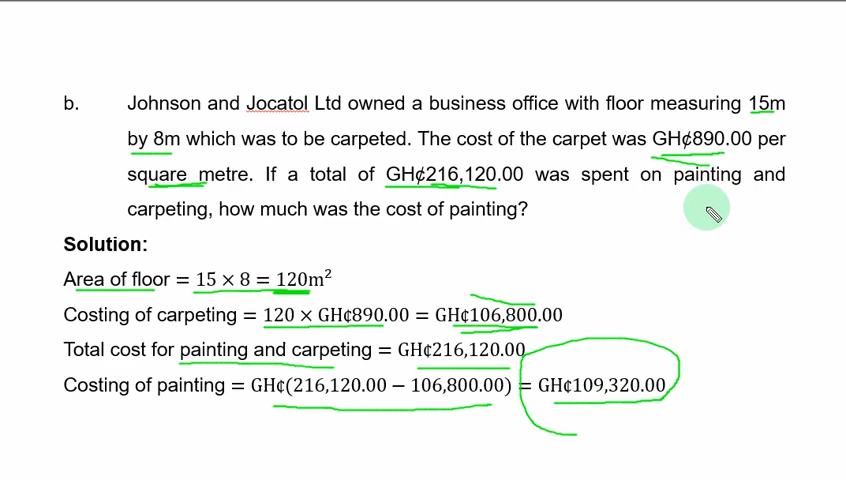 b. Johnson and Jocatol Ltd owned a business office with floor measuring 15m
by 8m which was to be carpeted. The cost of the carpet was GH₵890.00 per
square metre. If a total of GH₵216,120.00 was spent on painting and
carpeting, how much was the cost of painting?
Solution:
Area of floor = 15 × 8 = 120m²
Costing of carpeting = 120 × GH₵890.00 = GH₵106,800.00
Total cost for painting and carpeting = GH₵216,120.00
Costing of painting = GH₵(216,120.00 − 106,800.00) = GH₵109,320.00